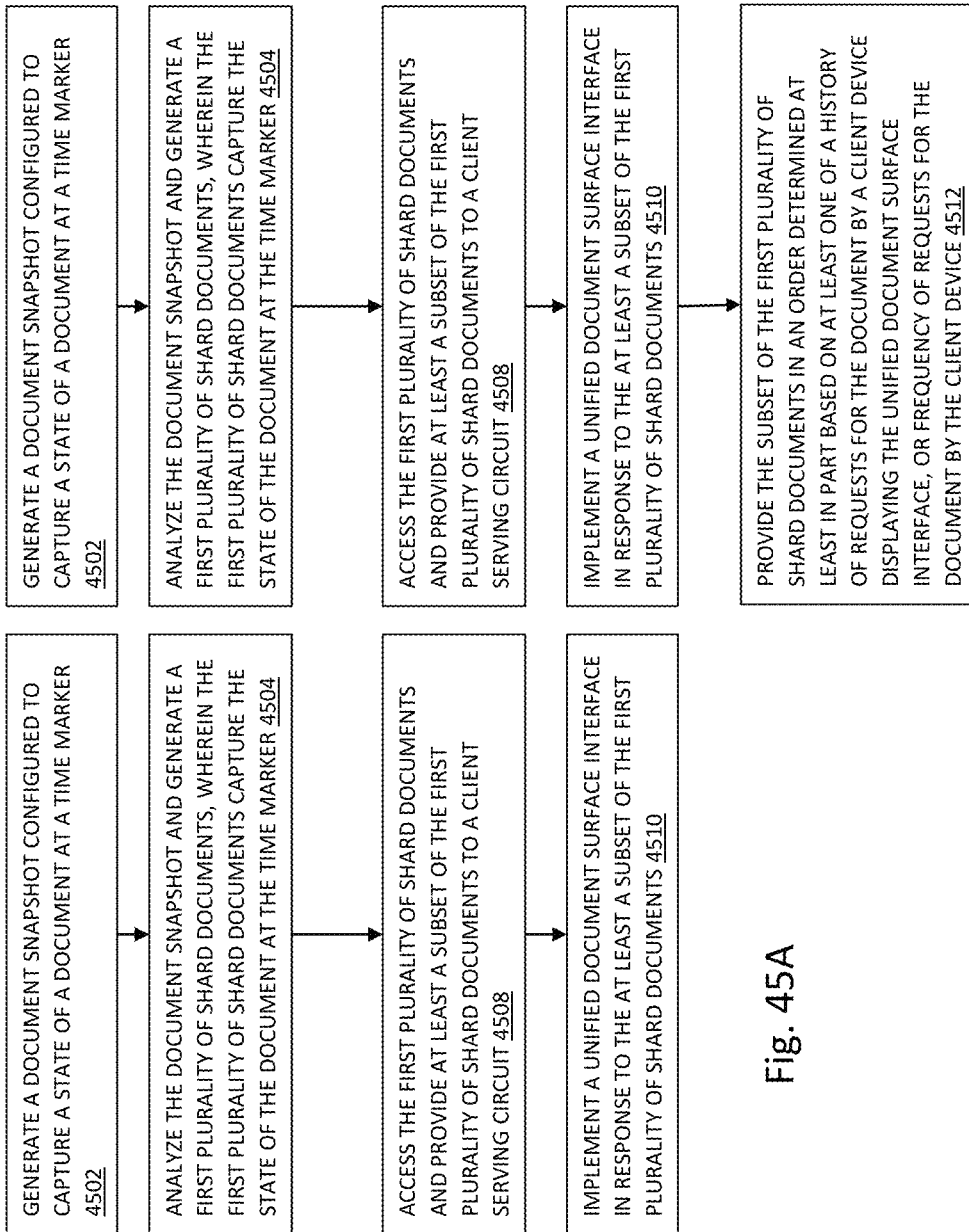 GENERATE A DOCUMENT SNAPSHOT CONFIGURED TO
CAPTURE A STATE OF A DOCUMENT AT A TIME MARKER
4502
ANALYZE THE DOCUMENT SNAPSHOT AND GENERATE A
FIRST PLURALITY OF SHARD DOCUMENTS, WHEREIN THE
FIRST PLURALITY OF SHARD DOCUMENTS CAPTURE THE
STATE OF THE DOCUMENT AT THE TIME MARKER 4504
ACCESS THE FIRST PLURALITY OF SHARD DOCUMENTS
AND PROVIDE AT LEAST A SUBSET OF THE FIRST
PLURALITY OF SHARD DOCUMENTS TO A CLIENT
SERVING CIRCUIT 4508
IMPLEMENT A UNIFIED DOCUMENT SURFACE INTERFACE
IN RESPONSE TO THE AT LEAST A SUBSET OF THE FIRST
PLURALITY OF SHARD DOCUMENTS 4510
GENERATE A DOCUMENT SNAPSHOT CONFIGURED TO
CAPTURE A STATE OF A DOCUMENT AT A TIME MARKER
4502
ANALYZE THE DOCUMENT SNAPSHOT AND GENERATE A
FIRST PLURALITY OF SHARD DOCUMENTS, WHEREIN THE
FIRST PLURALITY OF SHARD DOCUMENTS CAPTURE THE
STATE OF THE DOCUMENT AT THE TIME MARKER 4504
ACCESS THE FIRST PLURALITY OF SHARD DOCUMENTS
AND PROVIDE AT LEAST A SUBSET OF THE FIRST
PLURALITY OF SHARD DOCUMENTS TO A CLIENT
SERVING CIRCUIT 4508
IMPLEMENT A UNIFIED DOCUMENT SURFACE INTERFACE
IN RESPONSE TO THE AT LEAST A SUBSET OF THE FIRST
PLURALITY OF SHARD DOCUMENTS 4510
PROVIDE THE SUBSET OF THE FIRST PLURALITY OF
SHARD DOCUMENTS IN AN ORDER DETERMINED AT
LEAST IN PART BASED ON AT LEAST ONE OF A HISTORY
OF REQUESTS FOR THE DOCUMENT BY A CLIENT DEVICE
DISPLAYING THE UNIFIED DOCUMENT SURFACE
INTERFACE, OR FREQUENCY OF REQUESTS FOR THE
DOCUMENT BY THE CLIENT DEVICE 4512
Fig. 45A